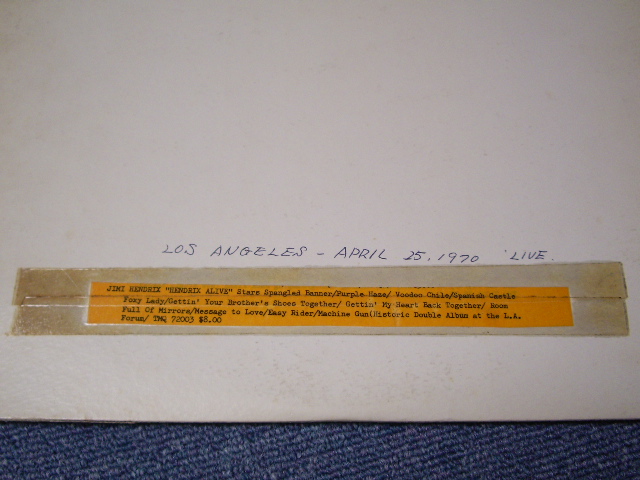 LOS ANGELES - APRIL 25, 1970 'LIVE.
JIMI HENDRIX "HENDRIX ALIVE" Stars Spangled Banner/Purple Haze/ Voodoo Chile/Spanish Castle
Foxy Lady/Gettin' Your Brother's Shoes Together/ Gettin' My Heart Back Together/ Room
Full Of Mirrors/Message to Love/Easy Rider/Machine Gun(Historic Double Album at the L.A.
Forum/ TMQ 72003 $8.00